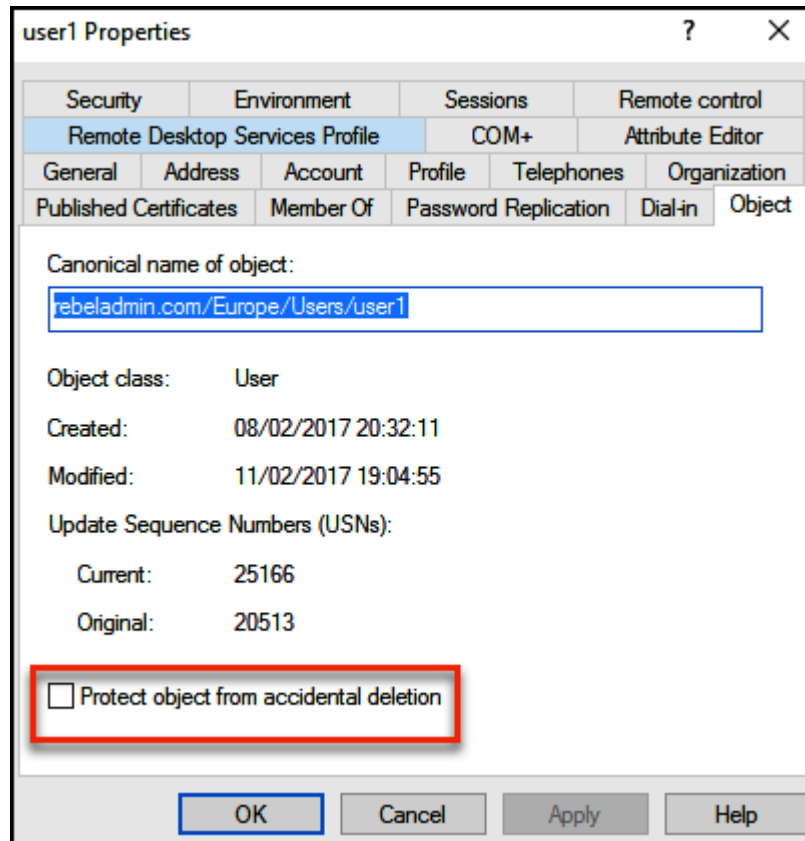 user1 Properties ? ×
Security Environment Sessions Remote control
Remote Desktop Services Profile COM+ Attribute Editor
General Address Account Profile Telephones Organization
Published Certificates Member Of Password Replication Dial-in Object
Canonical name of object:
rebeladmin.com/Europe/Users/user1
Object class: User
Created: 08/02/2017 20:32:11
Modified: 11/02/2017 19:04:55
Update Sequence Numbers (USNs):
Current: 25166
Original: 20513
Protect object from accidental deletion
OK Cancel Apply Help